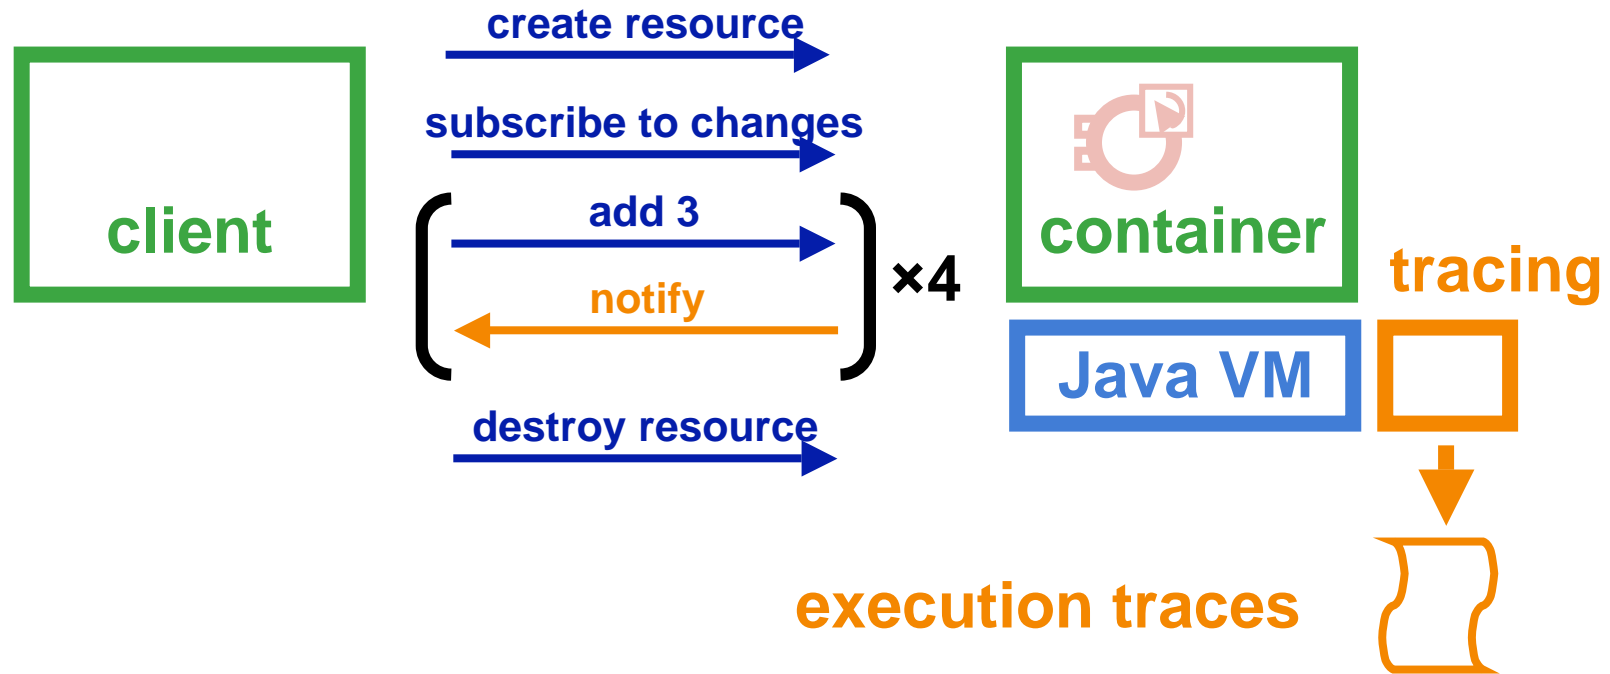 create resource
subscribe to changes
add 3
notify
×4
destroy resource
client
container
tracing
Java VM
execution traces